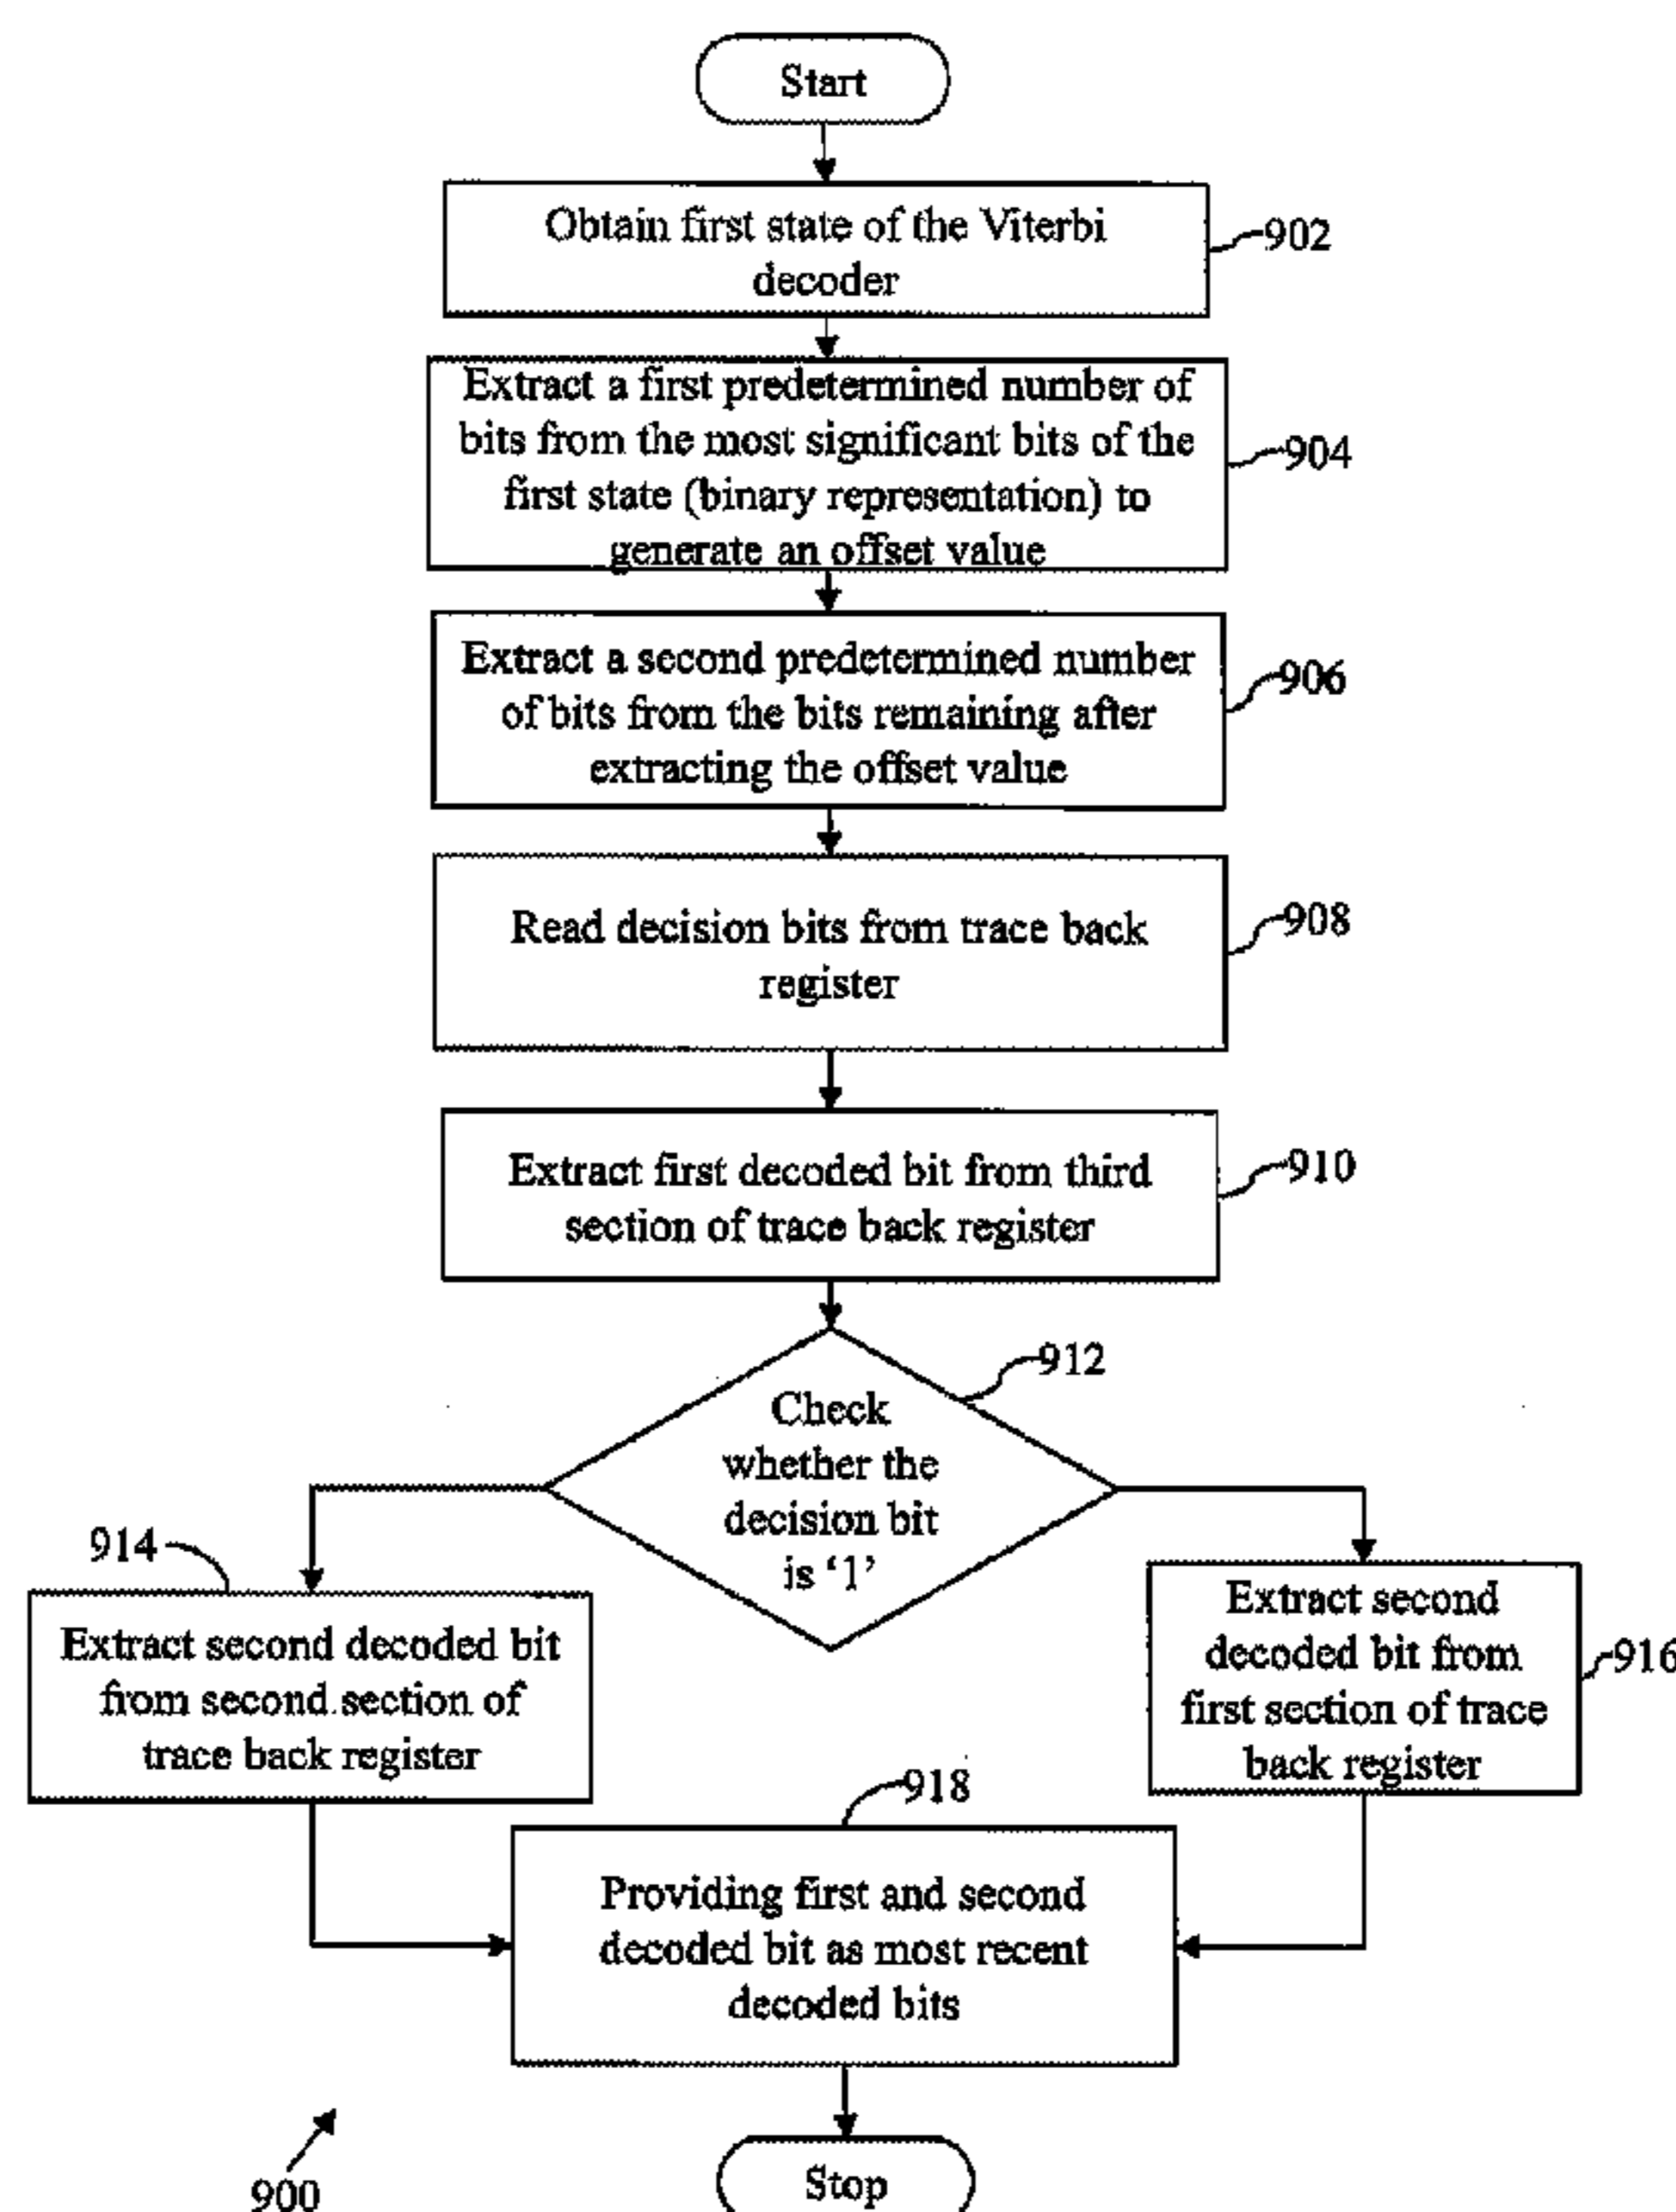 Start
Obtain first state of the Viterbi
decoder
902
Extract a first predetermined number of
bits from the most significant bits of the
first state (binary representation) to
generate an offset value
904
Extract a second predetermined number
of bits from the bits remaining after
extracting the offset value
906
Read decision bits from trace back
register
908
Extract first decoded bit from third
section of trace back register
910
Check
whether the
decision bit
is ‘1’
912
914
Extract second decoded bit
from second section of
trace back register
Extract second
decoded bit from
first section of trace
back register
916
918
Providing first and second
decoded bit as most recent
decoded bits
900
Stop